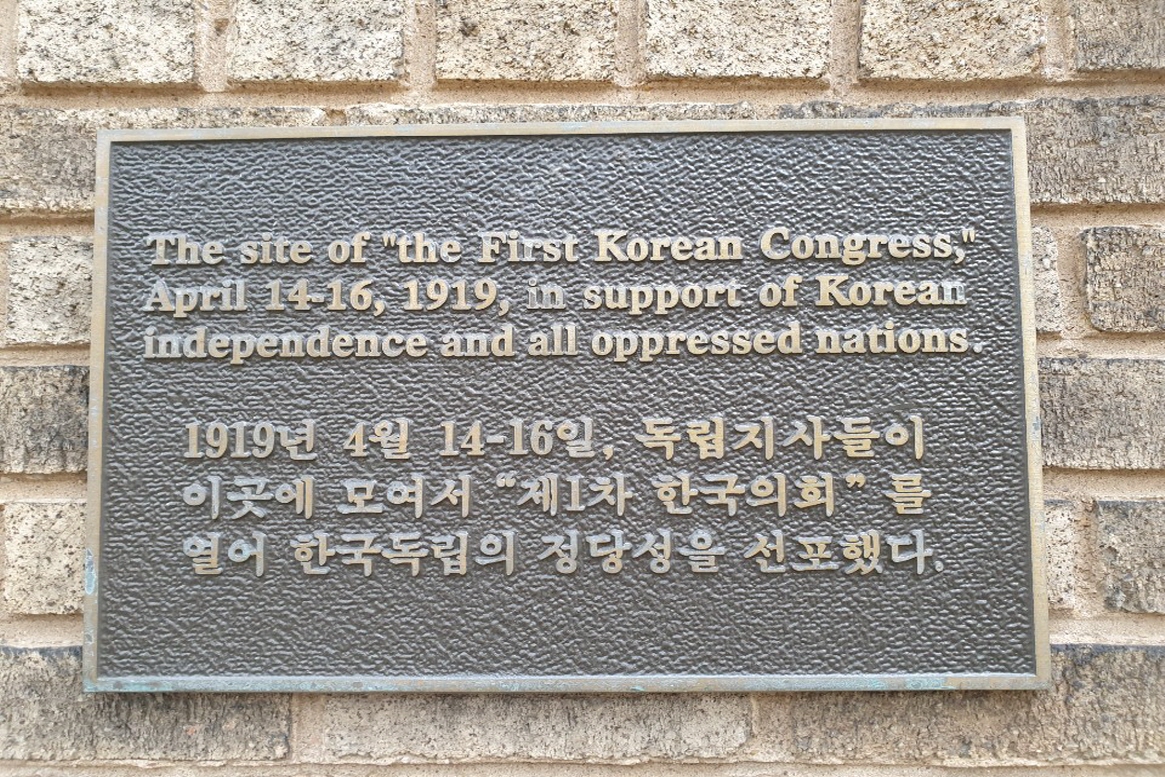 The site of "the First Korean Congress,"
April 14-16, 1919, in support of Korean
independence and all oppressed nations.
1919년 4월 14-16일, 독립지사들이
이곳에 모여서 “제1차 한국의회” 를
열어 한국독립의 정당성을 선포했다.